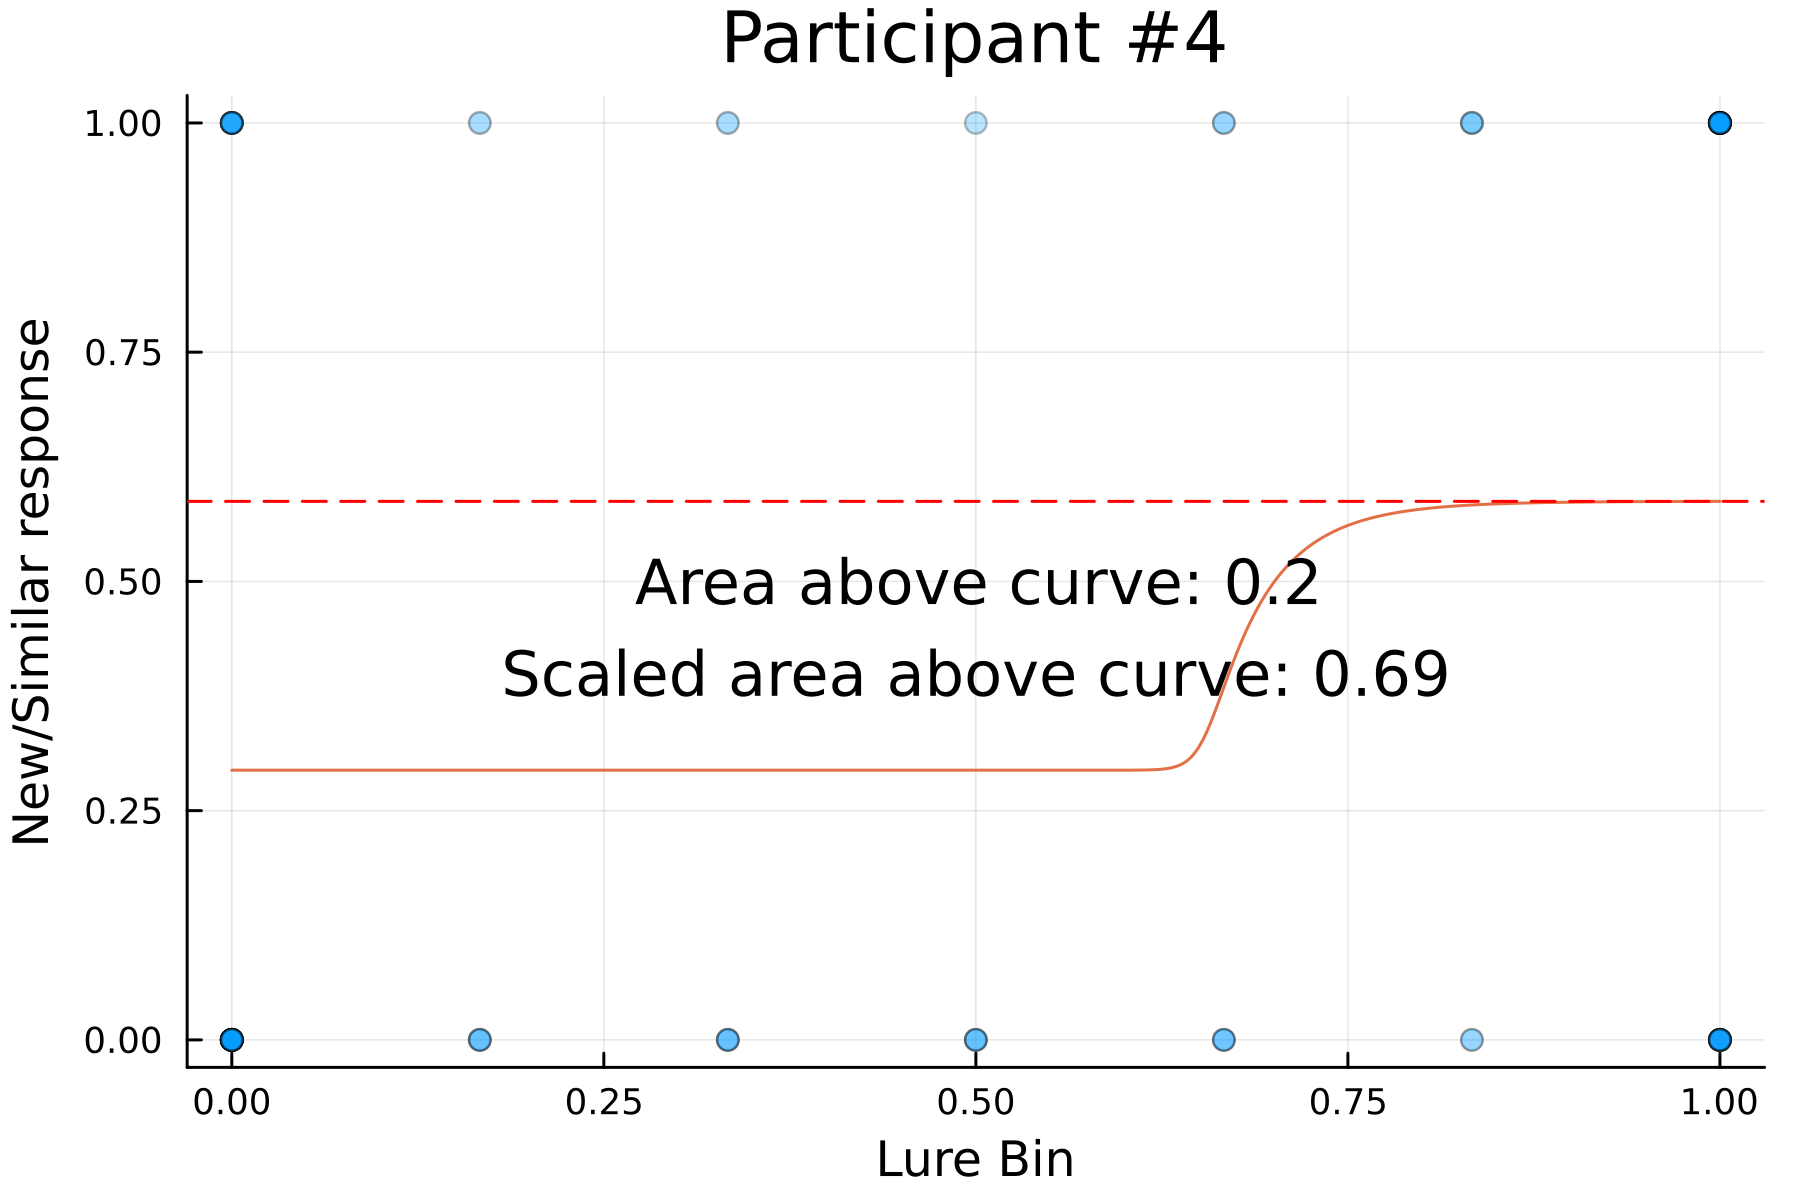 Participant #4
New/Similar response
1.00
0.75
0.50
0.25
0.00
Area above curve: 0.2
Scaled area above curve: 0.69
0.00 0.25 0.50 0.75 1.00
Lure Bin